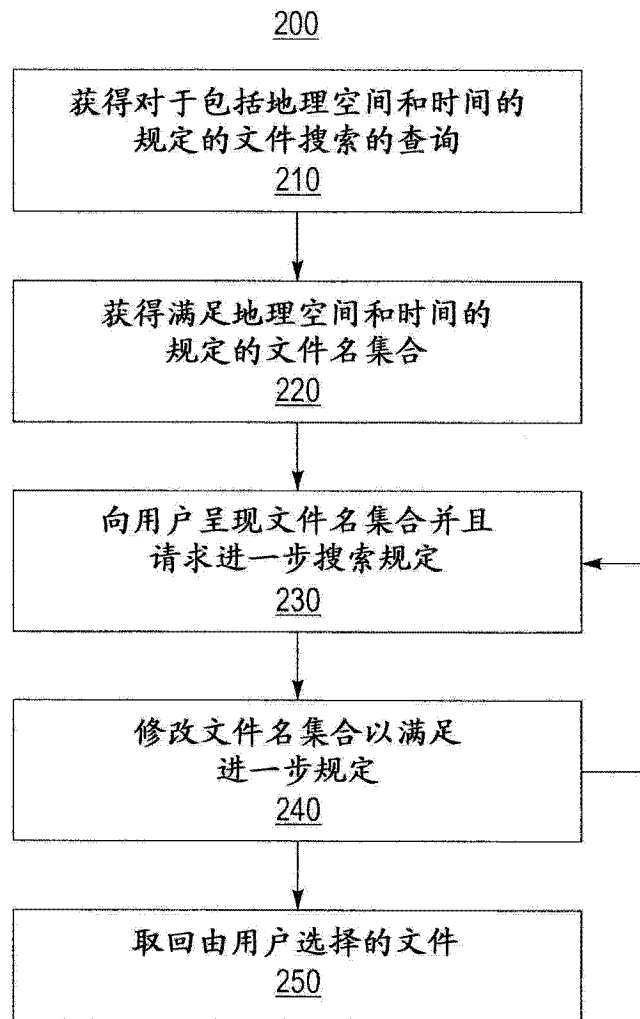 200
获得对于包括地理空间和时间的
规定的文件搜索的查询
210
获得满足地理空间和时间的
规定的文件名集合
220
向用户呈现文件名集合并且
请求进一步搜索规定
230
修改文件名集合以满足
进一步规定
240
取回由用户选择的文件
250